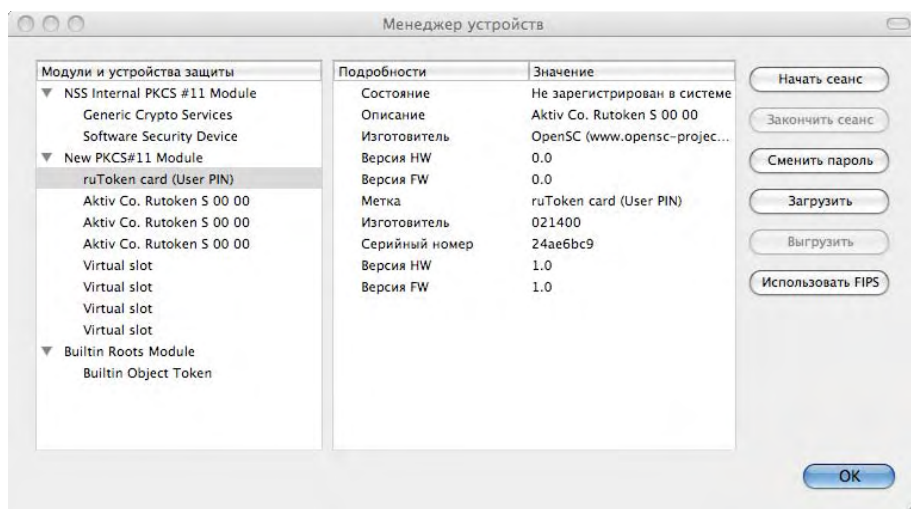 Менеджер устройств
Модули и устройства защиты
NSS Internal PKCS #11 Module
Generic Crypto Services
Software Security Device
New PKCS#11 Module
ruToken card (User PIN)
Aktiv Co. Rutoken S 00 00
Aktiv Co. Rutoken S 00 00
Aktiv Co. Rutoken S 00 00
Virtual slot
Virtual slot
Virtual slot
Virtual slot
Builtin Roots Module
Builtin Object Token
Подробности Значение
Состояние Не зарегистрирован в системе
Описание Aktiv Co. Rutoken S 00 00
Изготовитель OpenSC (www.opensc-projec...
Версия HW 0.0
Версия FW 0.0
Метка ruToken card (User PIN)
Изготовитель 021400
Серийный номер 24ae6bc9
Версия HW 1.0
Версия FW 1.0
Начать сеанс
Закончить сеанс
Сменить пароль
Загрузить
Выгрузить
Использовать FIPS
OK